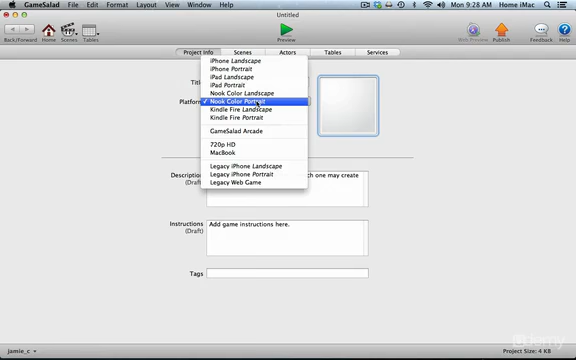 GameSalad File Edit Format Layout View Window Help Mon 9:28 AM Home iMac
Untitled
Back/Forward Home Scenes Tables Preview Web Preview Publish Feedback Help
Project Info Scenes Actors Tables Services
iPhone Landscape
iPhone Portrait
Title
iPad Landscape
iPad Portrait
Nook Color Landscape
Platform ✓ Nook Color Portrait
Kindle Fire Landscape
Kindle Fire Portrait
GameSalad Arcade
720p HD
MacBook
Legacy iPhone Landscape
Description Legacy iPhone Portrait ch one may create
(Draft) Legacy Web Game
Instructions Add game instructions here.
(Draft)
Tags
ûdemy
jamie_c Project Size: 4 KB